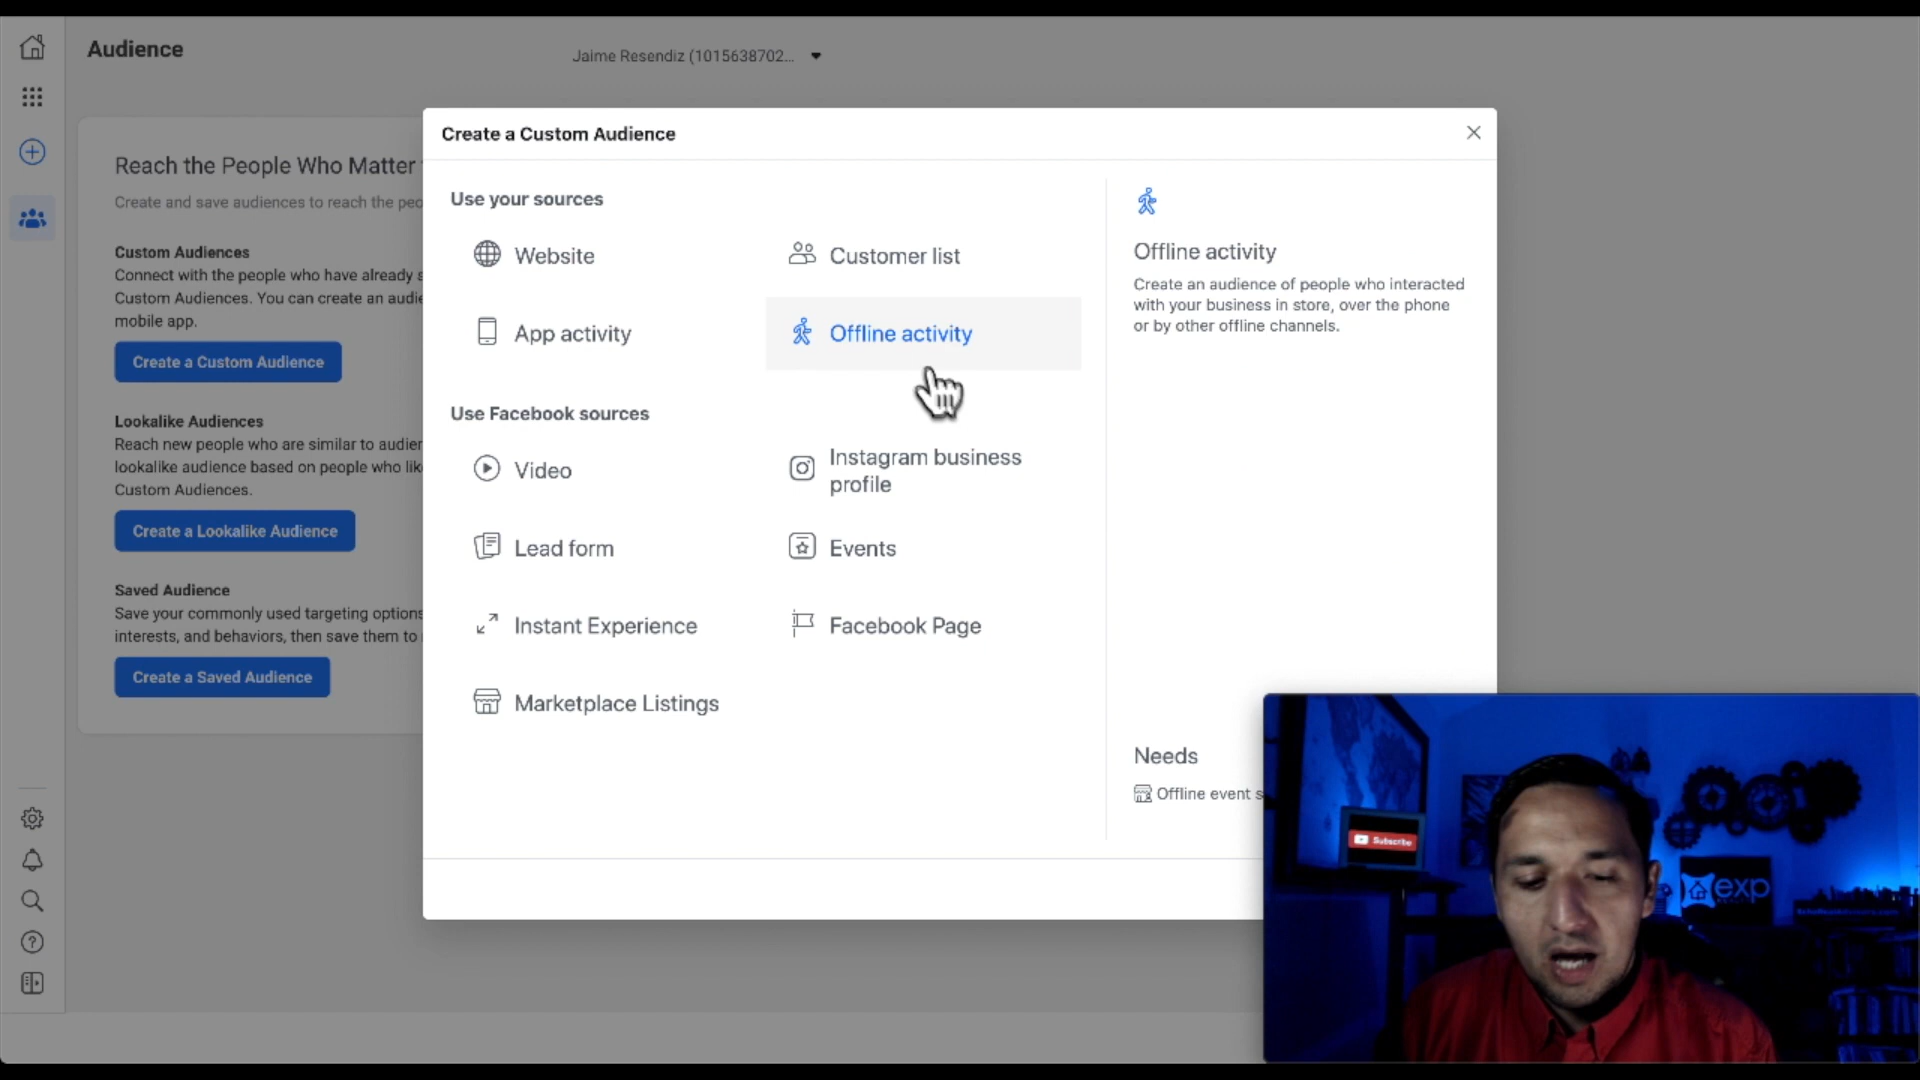 Audience
Jaime Resendiz (1015638702...
Reach the People Who Matter
Create and save audiences to reach the peo
Custom Audiences
Connect with the people who have already s
Custom Audiences. You can create an audie
mobile app.
Create a Custom Audience
Lookalike Audiences
Reach new people who are similar to audier
lookalike audience based on people who lik
Custom Audiences.
Create a Lookalike Audience
Saved Audience
Save your commonly used targeting options
interests, and behaviors, then save them to
Create a Saved Audience
Create a Custom Audience
Use your sources
Website
Customer list
App activity
Offline activity
Use Facebook sources
Video
Instagram business
profile
Lead form
Events
Instant Experience
Facebook Page
Marketplace Listings
Offline activity
Create an audience of people who interacted
with your business in store, over the phone
or by other offline channels.
Needs
Offline event s
Subscribe
exp